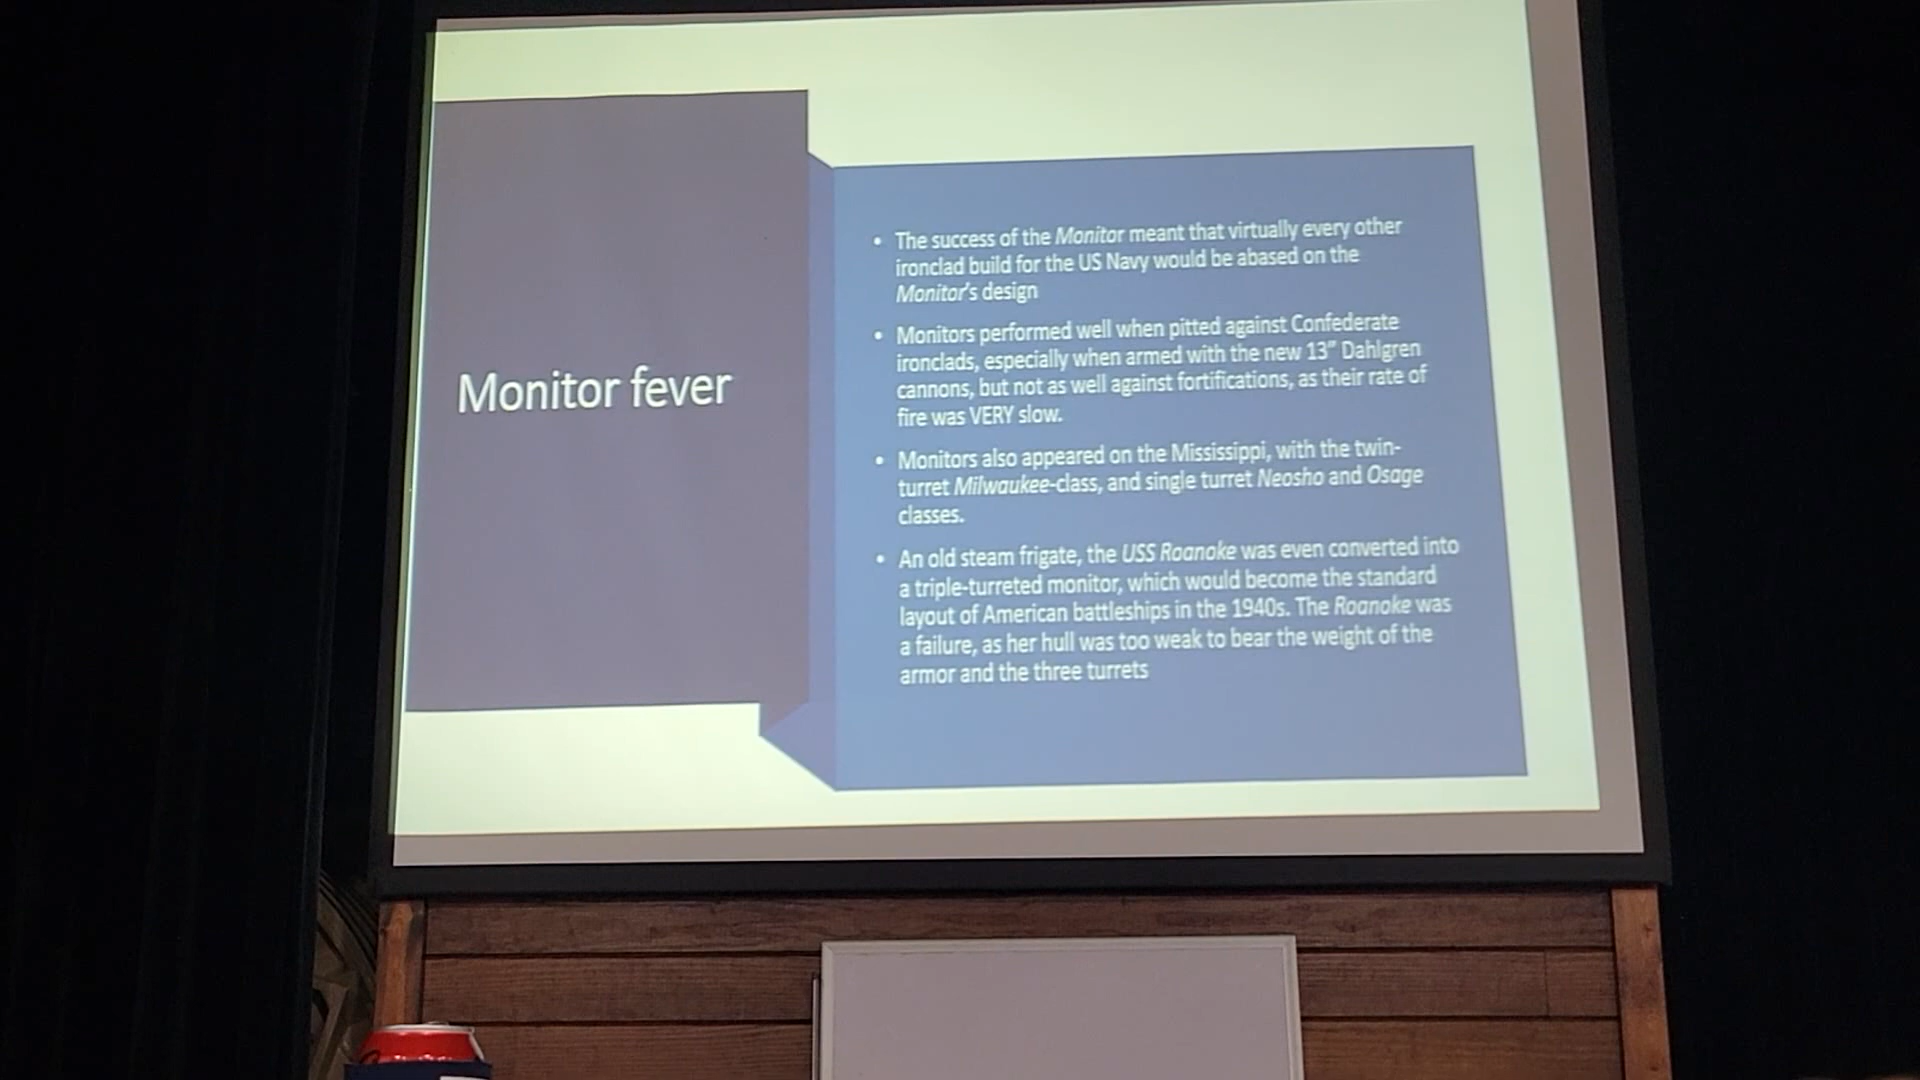 Monitor fever
• The success of the Monitor meant that virtually every other
ironclad build for the US Navy would be abased on the
Monitor's design
• Monitors performed well when pitted against Confederate
ironclads, especially when armed with the new 13" Dahlgren
cannons, but not as well against fortifications, as their rate of
fire was VERY slow.
• Monitors also appeared on the Mississippi, with the twin-
turret Milwaukee-class, and single turret Neosho and Osage
classes.
• An old steam frigate, the USS Roanoke was even converted into
a triple-turreted monitor, which would become the standard
layout of American battleships in the 1940s. The Roanoke was
a failure, as her hull was too weak to bear the weight of the
armor and the three turrets